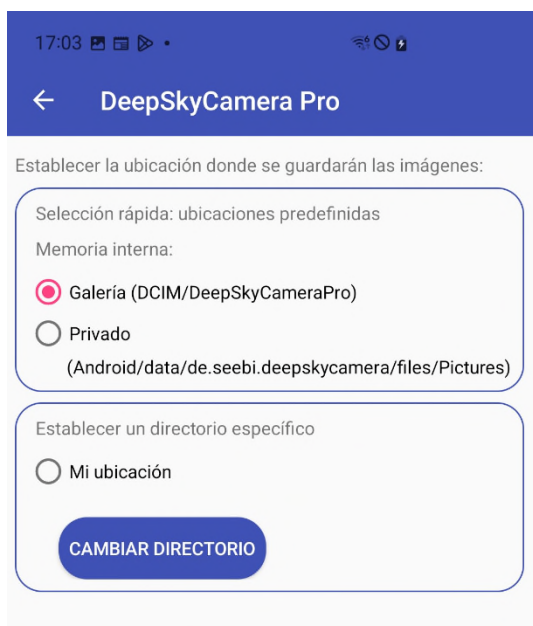 17:03
DeepSkyCamera Pro
Establecer la ubicación donde se guardarán las imágenes:
Selección rápida: ubicaciones predefinidas
Memoria interna:
Galería (DCIM/DeepSkyCameraPro)
Privado
(Android/data/de.seebi.deepskycamera/files/Pictures)
Establecer un directorio específico
Mi ubicación
CAMBIAR DIRECTORIO